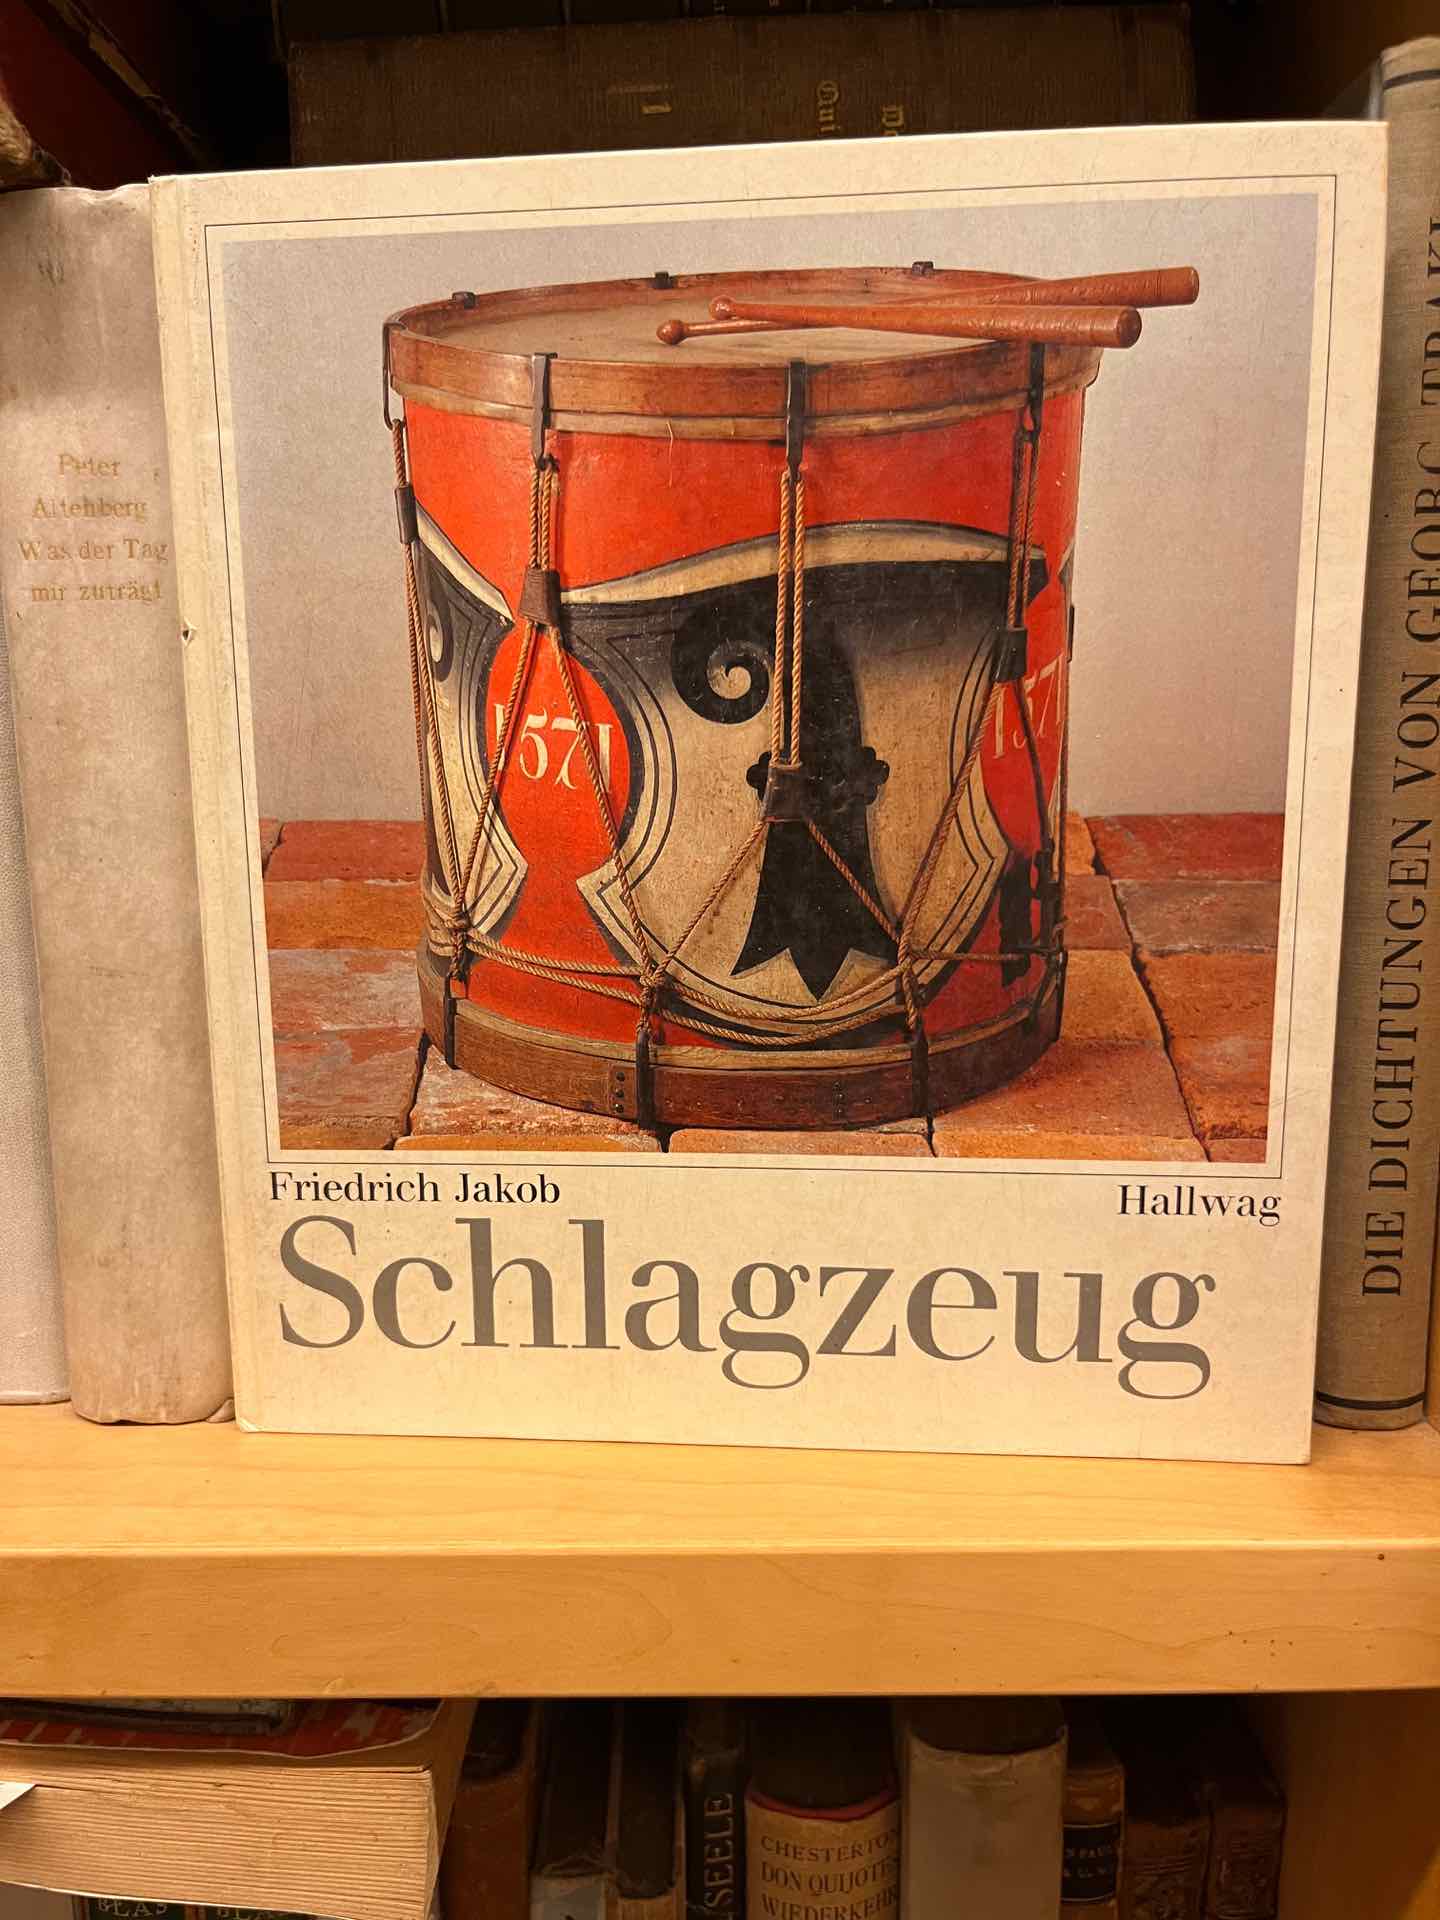 Peter
Altenberg
Was der Tag
mir zuträgt
1571
1571
Friedrich Jakob
Hallwag
Schlagzeug
DIE DICHTUNGEN VON GEORG TRAKL
SEELE
CHESTERTON
DON QUIJOTES
WIEDERKEHR